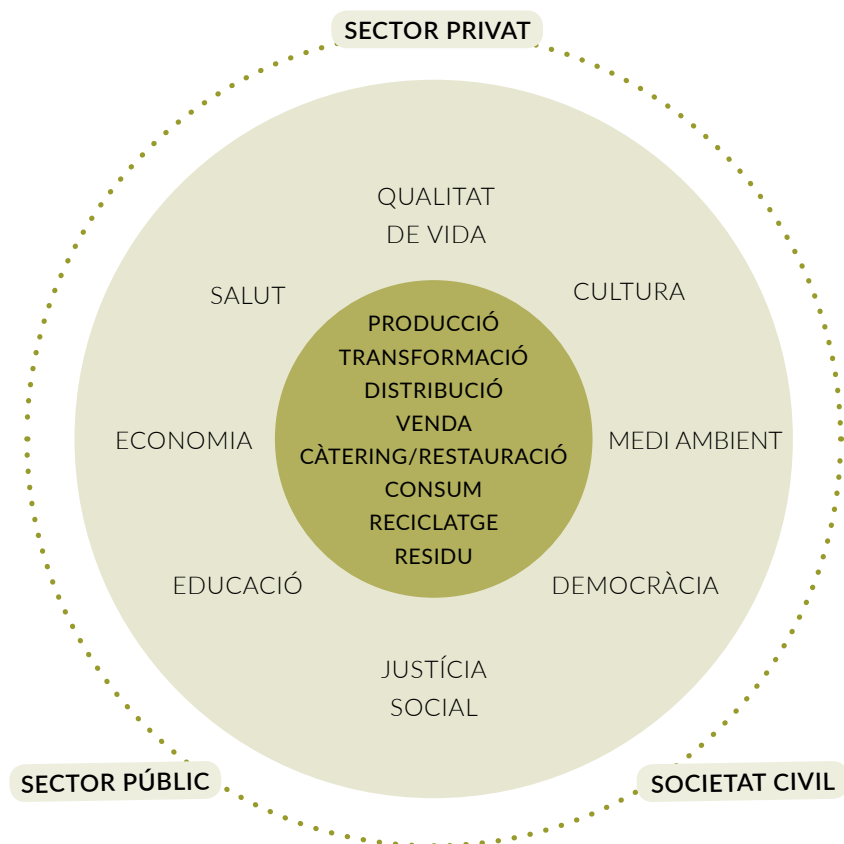 SECTOR PRIVAT
QUALITAT
DE VIDA
SALUT
CULTURA
PRODUCCIÓ
TRANSFORMACIÓ
DISTRIBUCIÓ
VENDA
CÀTERING/RESTAURACIÓ
CONSUM
RECICLATGE
RESIDU
ECONOMIA
MEDI AMBIENT
EDUCACIÓ
DEMOCRÀCIA
JUSTÍCIA
SOCIAL
SECTOR PÚBLIC
SOCIETAT CIVIL